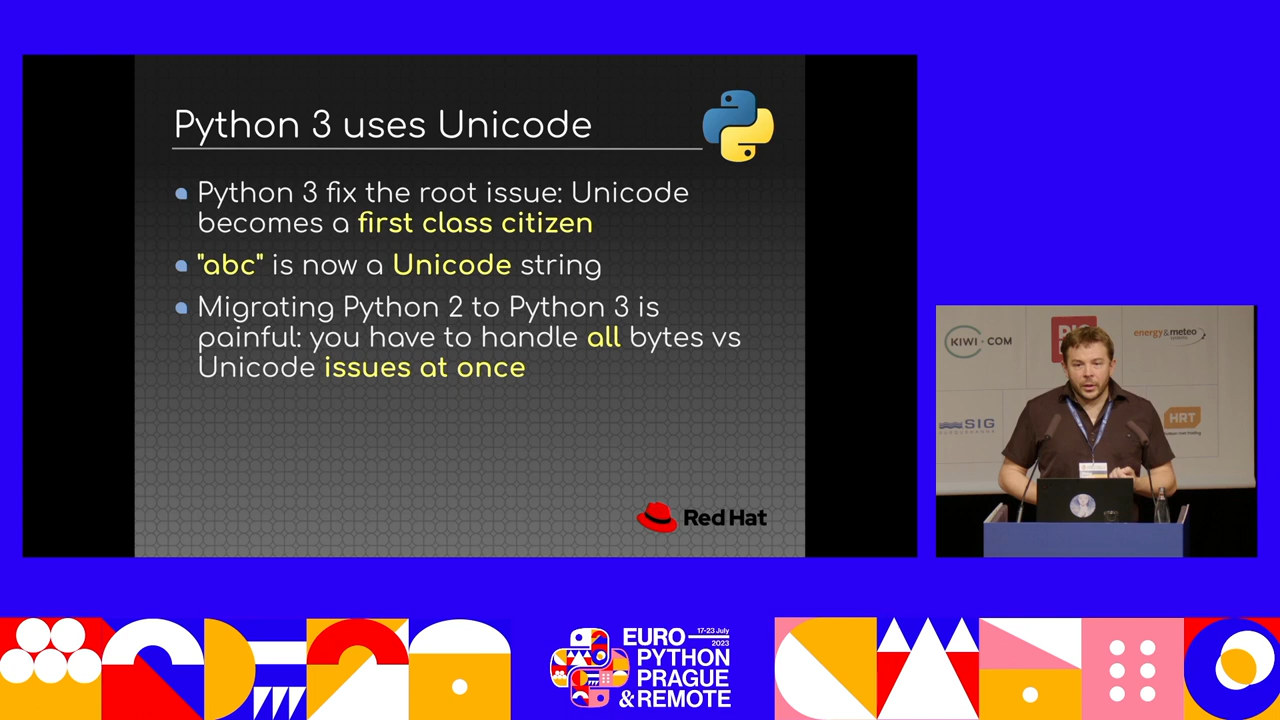 Python 3 uses Unicode
Python 3 fix the root issue: Unicode
becomes a first class citizen
"abc" is now a Unicode string
Migrating Python 2 to Python 3 is
painful: you have to handle all bytes vs
Unicode issues at once
Red Hat
KIWI.COM
energy & meteo
systems
SIG
HRT
17-23 July
2023
EURO
PYTHON
PRAGUE
& REMOTE